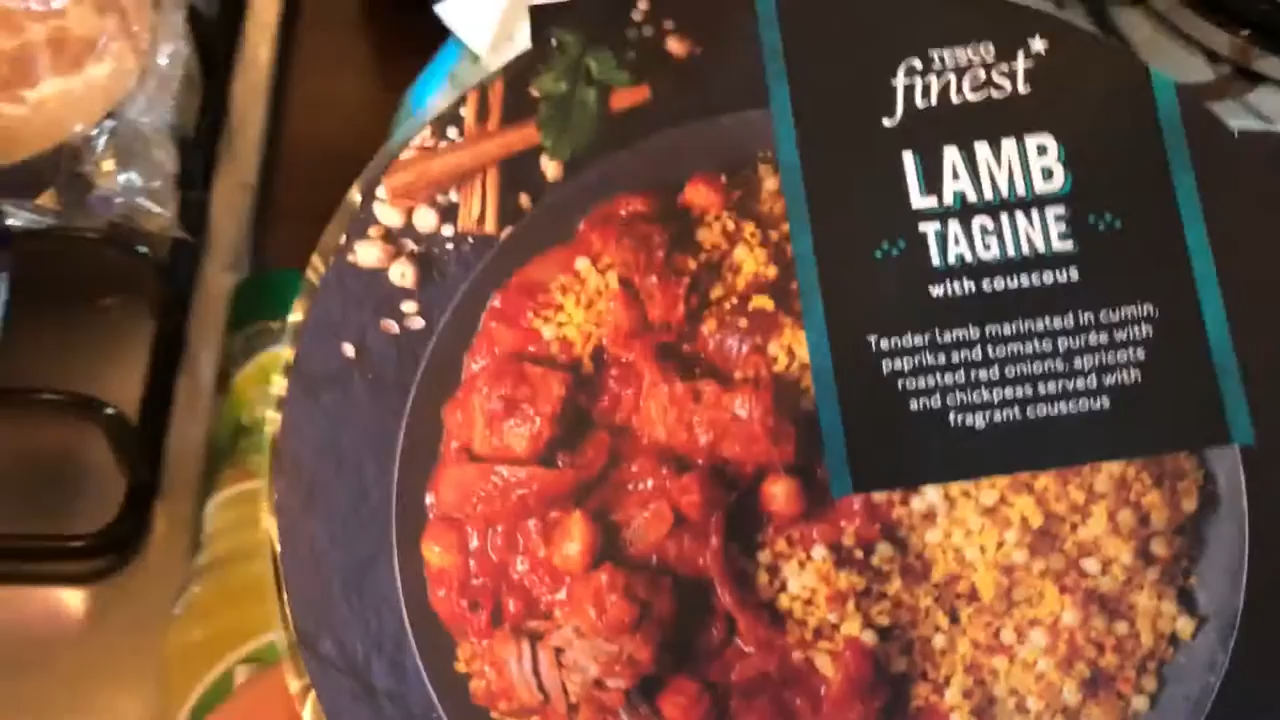 TESCO
finest*
LAMB
TAGINE
with couscous
Tender lamb marinated in cumin,
paprika and tomato purée with
roasted red onions, apricots
and chickpeas served with
fragrant couscous